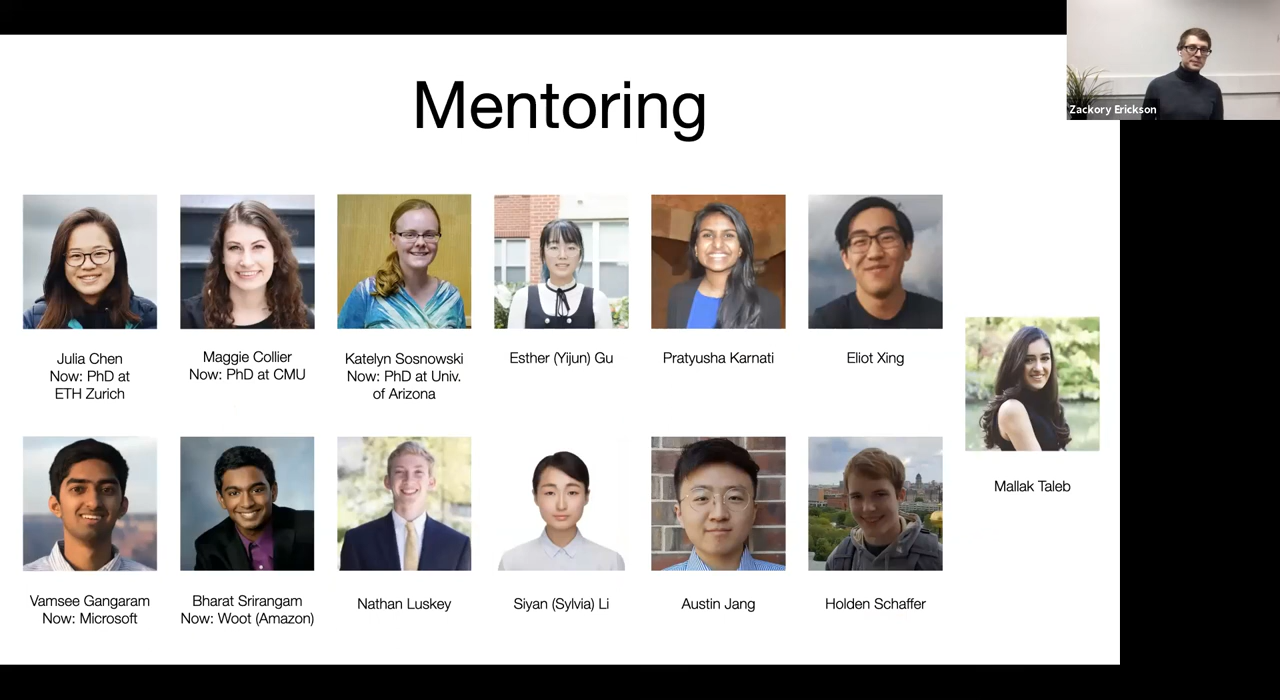 Mentoring
Zackory Erickson
Julia Chen
Now: PhD at
ETH Zurich
Maggie Collier
Now: PhD at CMU
Katelyn Sosnowski
Now: PhD at Univ.
of Arizona
Esther (Yijun) Gu
Pratyusha Karnati
Eliot Xing
Mallak Taleb
Vamsee Gangaram
Now: Microsoft
Bharat Srirangam
Now: Woot (Amazon)
Nathan Luskey
Siyan (Sylvia) Li
Austin Jang
Holden Schaffer